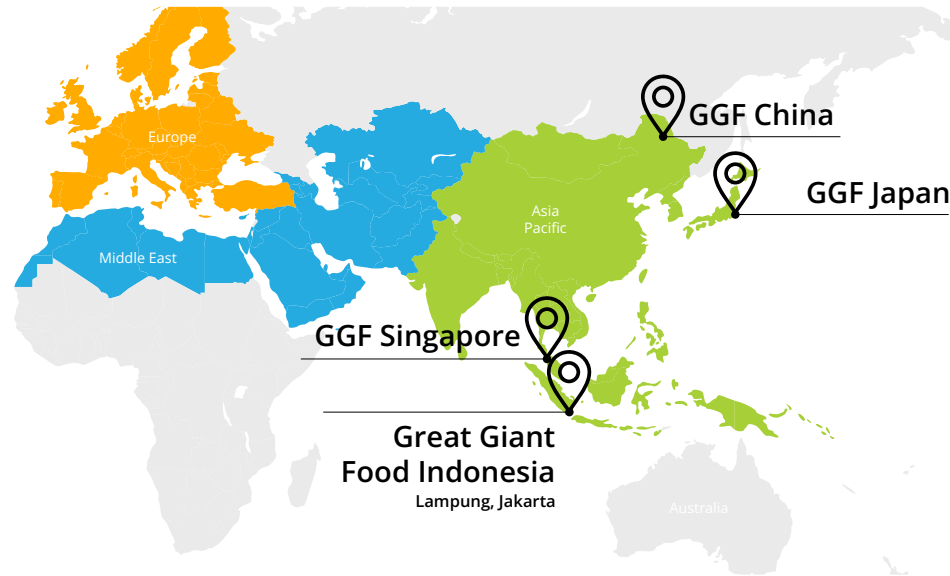 GGF China
Europe
GGF Japan
Asia
Pacific
Middle East
GGF Singapore
Great Giant
Food Indonesia
Lampung, Jakarta
Australia